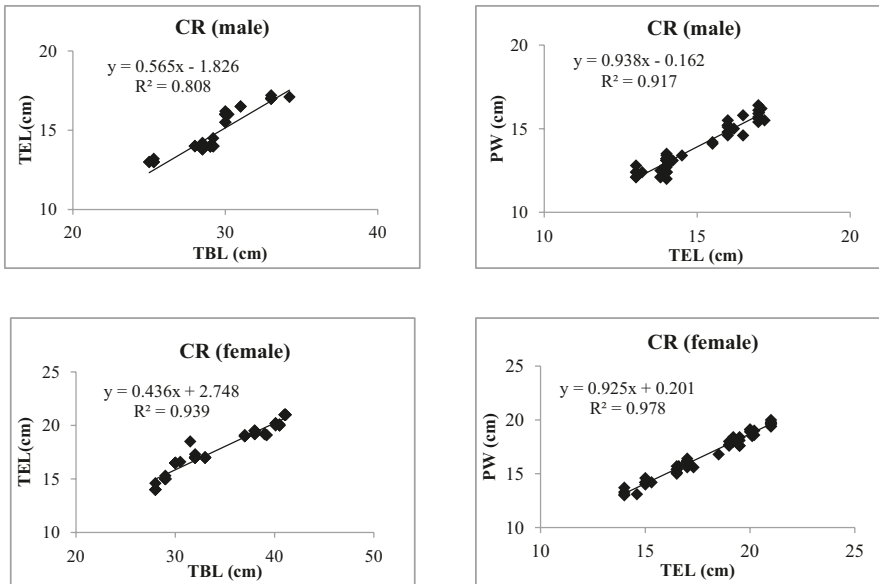 CR (male)
20
y = 0.565x - 1.826
R² = 0.808
TEL(cm)
15
10
20
30
40
TBL (cm)
CR (male)
20
y = 0.938x - 0.162
R² = 0.917
PW (cm)
15
10
10
15
20
TEL (cm)
CR (female)
25
y = 0.436x + 2.748
R² = 0.939
20
TEL(cm)
15
10
20
30
40
50
TBL (cm)
CR (female)
25
y = 0.925x + 0.201
R² = 0.978
20
PW (cm)
15
10
10
15
20
25
TEL (cm)